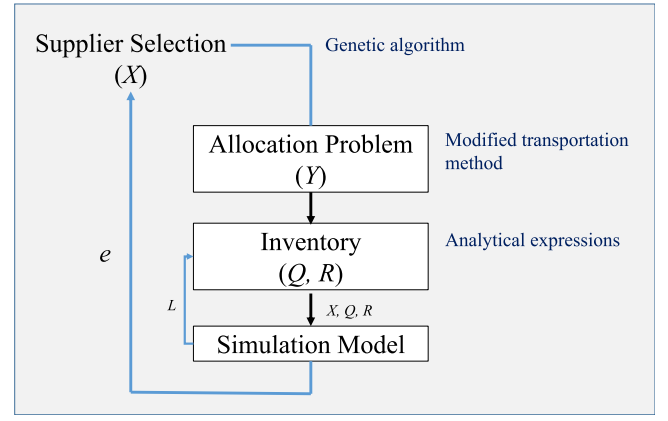 Supplier Selection
(X)
Genetic algorithm
Allocation Problem
(Y)
Modified transportation
method
Inventory
(Q, R)
Analytical expressions
e
L
X, Q, R
Simulation Model